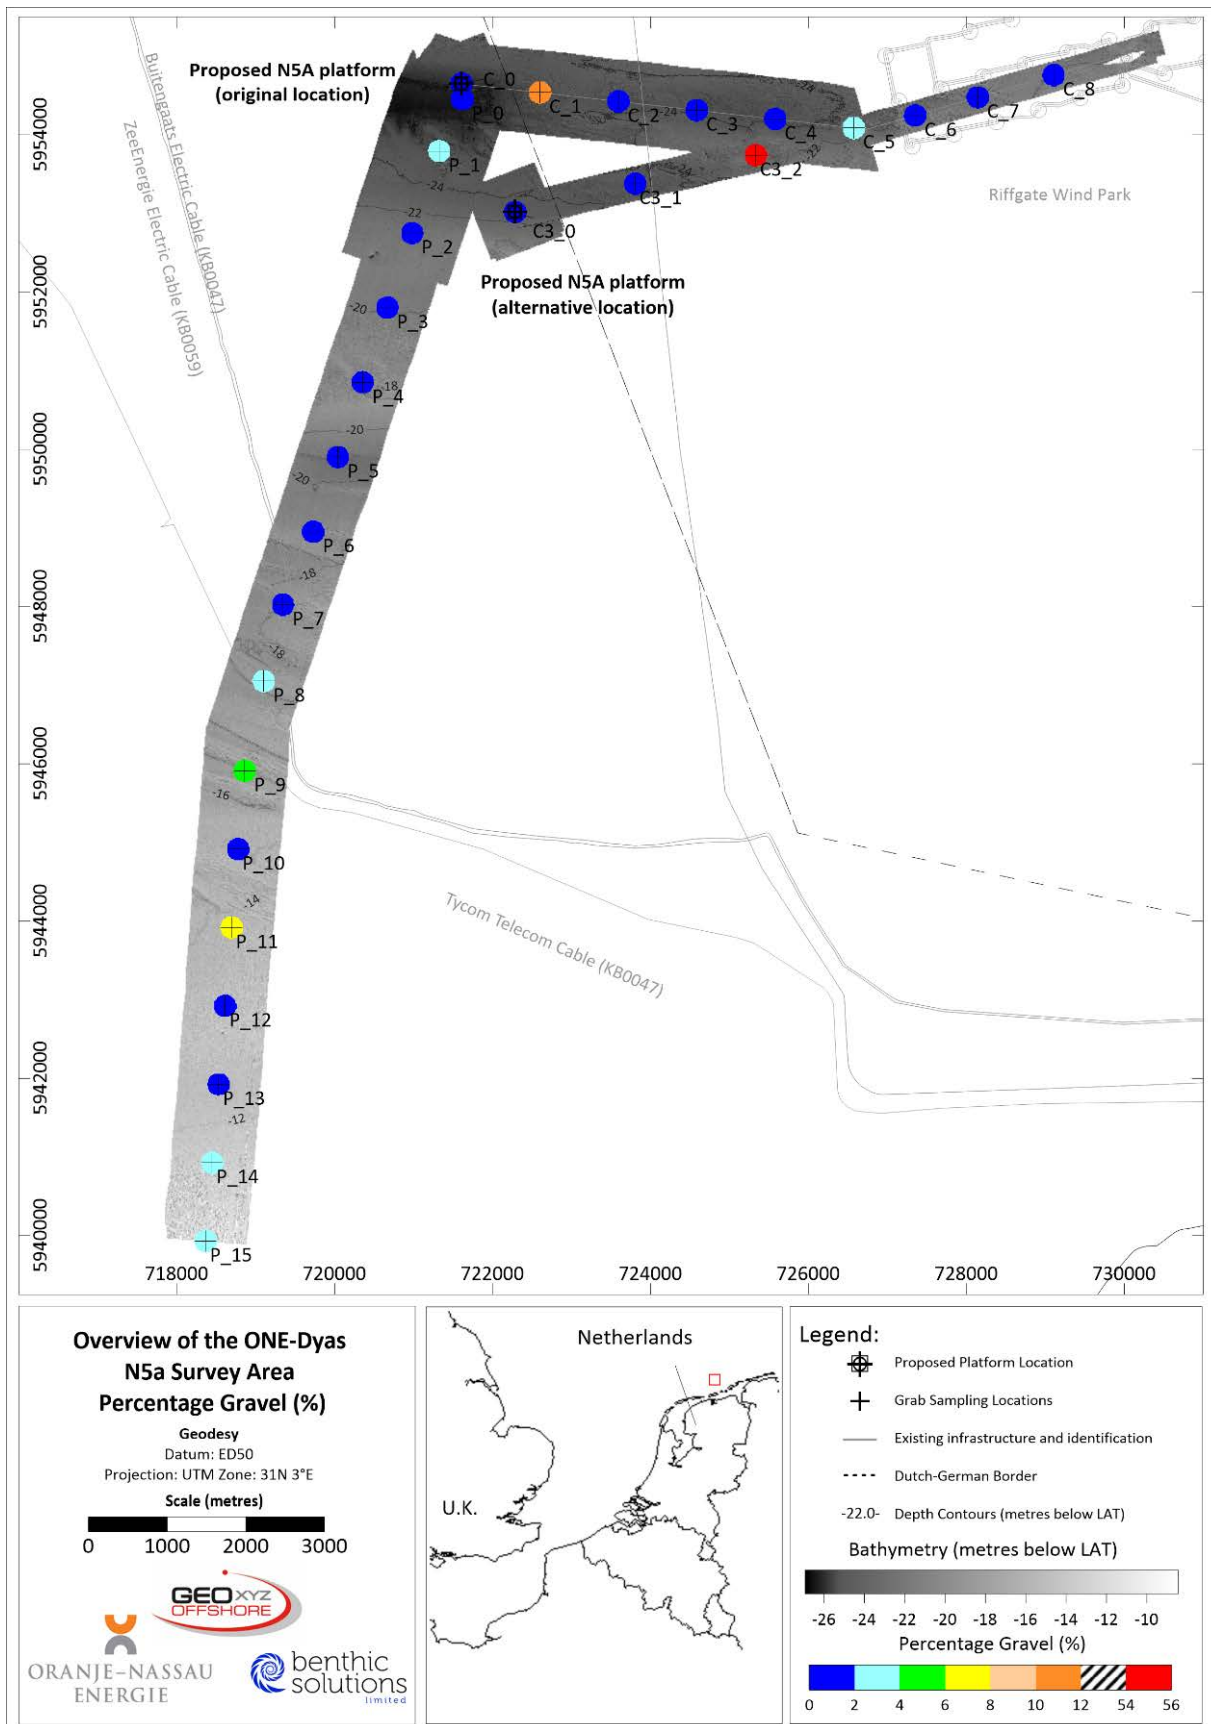 Proposed N5A platform
(original location)
Buitengaats Electric Cable (KB0047)
ZeeEnergie Electric Cable (KB0059)
C_0
P_0
C_1
C_2
C_3
C_4
C_5
C_6
C_7
C_8
C3_2
C3_1
C3_0
P_1
P_2
Riffgate Wind Park
Proposed N5A platform
(alternative location)
-24
-24
-24
-24
-23
-22
-20
-18
-20
-20
-18
-18
-16
-14
-12
P_3
P_4
P_5
P_6
P_7
P_8
P_9
P_10
P_11
P_12
P_13
P_14
P_15
Tycom Telecom Cable (KB0047)
5954000
5952000
5950000
5948000
5946000
5944000
5942000
5940000
718000 720000 722000 724000 726000 728000 730000
Overview of the ONE-Dyas
N5a Survey Area
Percentage Gravel (%)
Geodesy
Datum: ED50
Projection: UTM Zone: 31N 3°E
Scale (metres)
0 1000 2000 3000
GEO XYZ
OFFSHORE
ORANJE–NASSAU
ENERGIE
benthic
solutions
limited
Netherlands
U.K.
Legend:
Proposed Platform Location
Grab Sampling Locations
Existing infrastructure and identification
Dutch-German Border
-22.0- Depth Contours (metres below LAT)
Bathymetry (metres below LAT)
-26 -24 -22 -20 -18 -16 -14 -12 -10
Percentage Gravel (%)
0 2 4 6 8 10 12 54 56